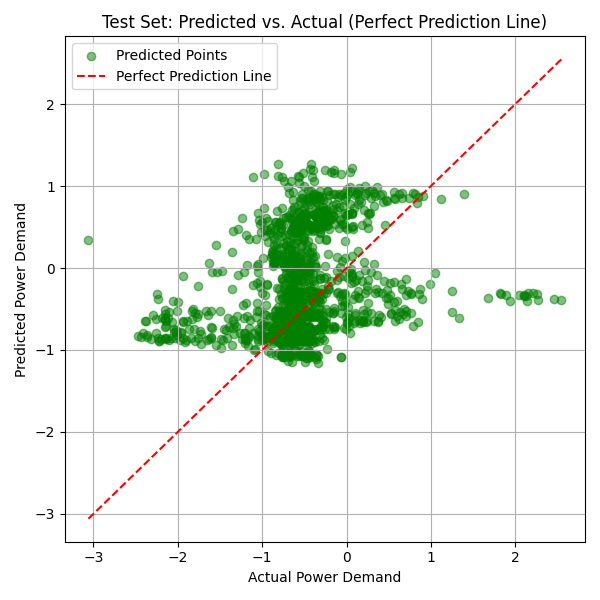 Test Set: Predicted vs. Actual (Perfect Prediction Line)
Predicted Points
Perfect Prediction Line
2
1
0
−1
−2
−3
Predicted Power Demand
−3 −2 −1 0 1 2
Actual Power Demand